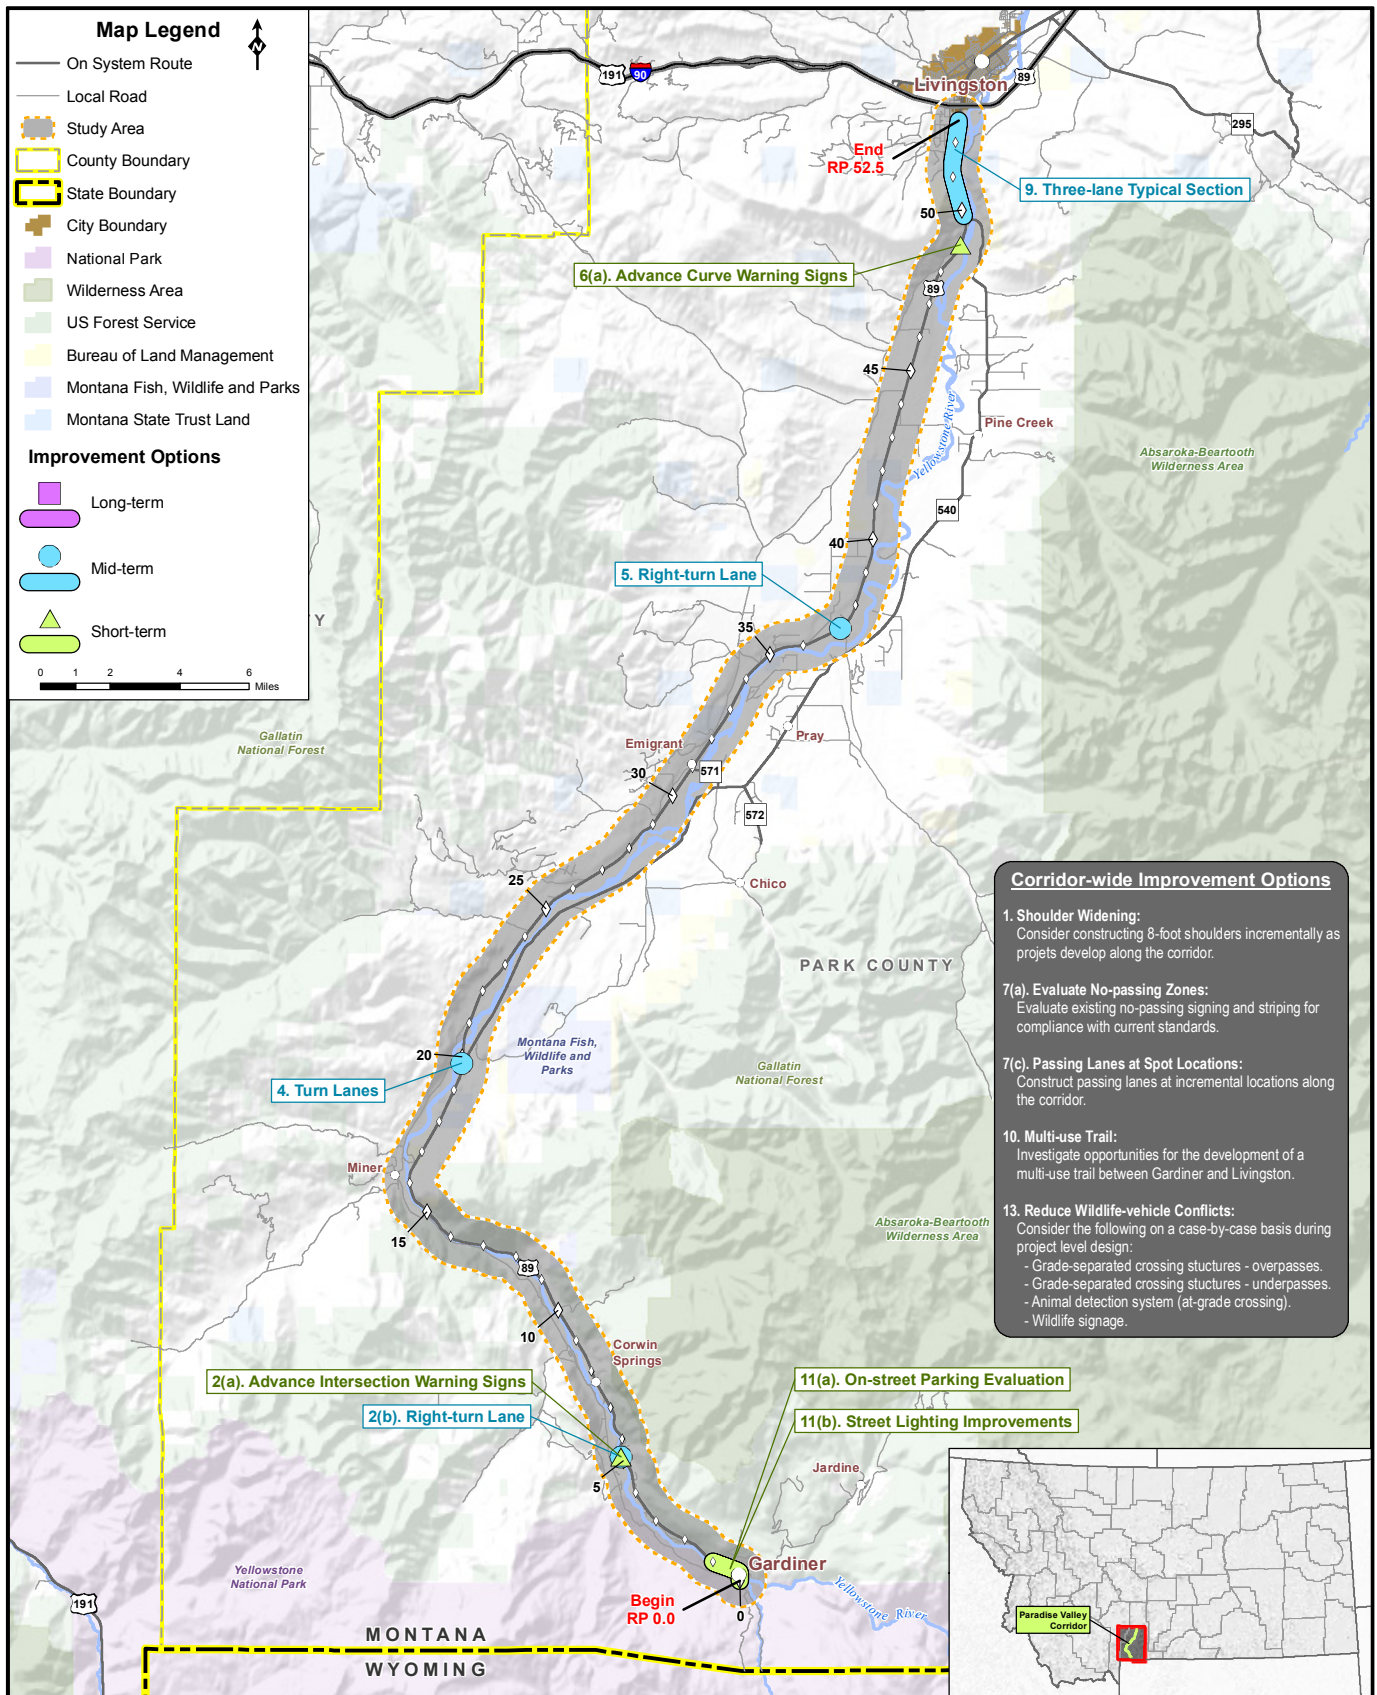 Map Legend
N
On System Route
Local Road
Study Area
County Boundary
State Boundary
City Boundary
National Park
Wilderness Area
US Forest Service
Bureau of Land Management
Montana Fish, Wildlife and Parks
Montana State Trust Land
Improvement Options
Long-term
Mid-term
Short-term
0 1 2 4 6
Miles
191
90
Livingston
89
295
End
RP 52.5
9. Three-lane Typical Section
50
6(a). Advance Curve Warning Signs
89
45
Yellowstone River
Pine Creek
Absaroka-Beartooth
Wilderness Area
540
40
5. Right-turn Lane
Y
35
Gallatin
National Forest
Emigrant
Pray
30
571
572
25
Chico
PARK COUNTY
20
Montana Fish,
Wildlife and
Parks
Gallatin
National Forest
4. Turn Lanes
Miner
15
Absaroka-Beartooth
Wilderness Area
89
10
Corwin
Springs
2(a). Advance Intersection Warning Signs
2(b). Right-turn Lane
11(a). On-street Parking Evaluation
11(b). Street Lighting Improvements
5
Jardine
Gardiner
Yellowstone
National Park
Begin
RP 0.0
0
Yellowstone River
191
MONTANA
WYOMING
Corridor-wide Improvement Options
1. Shoulder Widening:
Consider constructing 8-foot shoulders incrementally as
projets develop along the corridor.
7(a). Evaluate No-passing Zones:
Evaluate existing no-passing signing and striping for
compliance with current standards.
7(c). Passing Lanes at Spot Locations:
Construct passing lanes at incremental locations along
the corridor.
10. Multi-use Trail:
Investigate opportunities for the development of a
multi-use trail between Gardiner and Livingston.
13. Reduce Wildlife-vehicle Conflicts:
Consider the following on a case-by-case basis during
project level design:
- Grade-separated crossing stuctures - overpasses.
- Grade-separated crossing stuctures - underpasses.
- Animal detection system (at-grade crossing).
- Wildlife signage.
Paradise Valley
Corridor